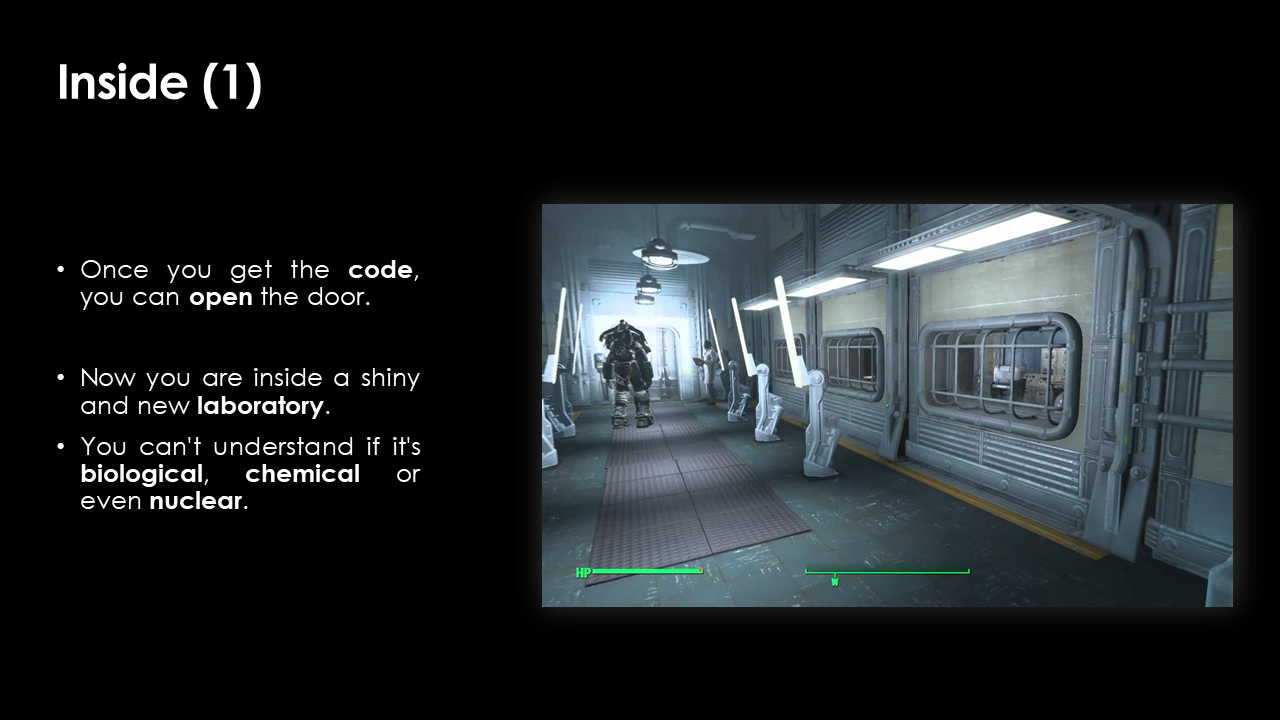 Inside (1)
• Once you get the code,
you can open the door.
• Now you are inside a shiny
and new laboratory.
• You can't understand if it's
biological, chemical or
even nuclear.
HP
W